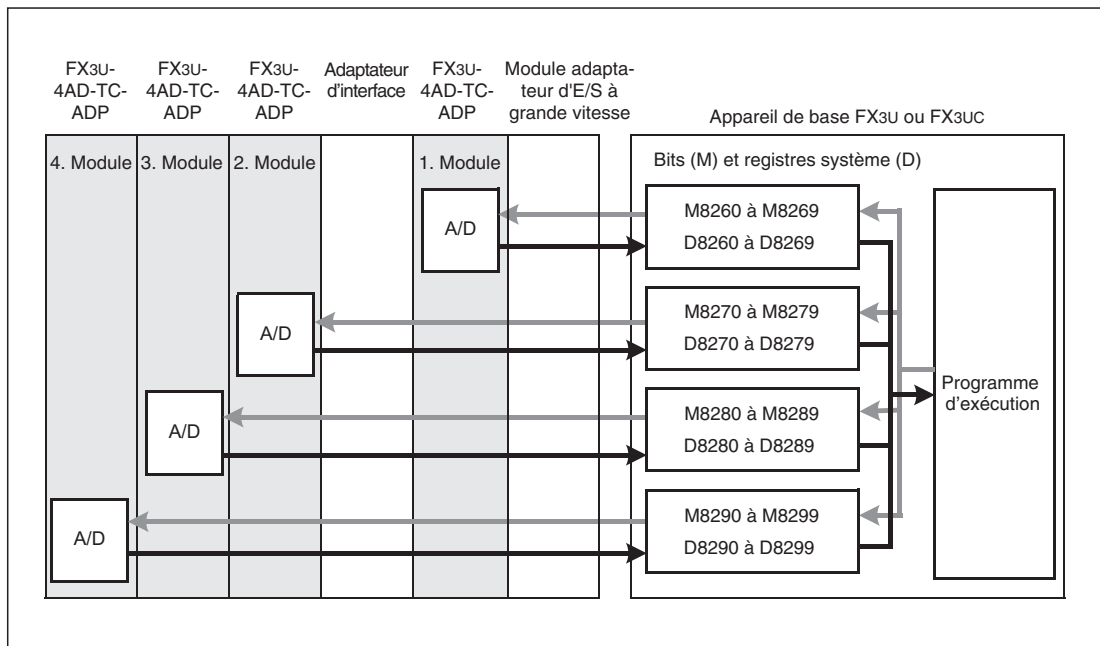 FX3U-
4AD-TC-
ADP
FX3U-
4AD-TC-
ADP
FX3U-
4AD-TC-
ADP
Adaptateur
d'interface
FX3U-
4AD-TC-
ADP
Module adapta-
teur d'E/S à
grande vitesse
Appareil de base FX3U ou FX3UC
4. Module
3. Module
2. Module
1. Module
Bits (M) et registres système (D)
A/D
M8260 à M8269
D8260 à D8269
A/D
M8270 à M8279
D8270 à D8279
A/D
M8280 à M8289
D8280 à D8289
A/D
M8290 à M8299
D8290 à D8299
Programme
d'exécution